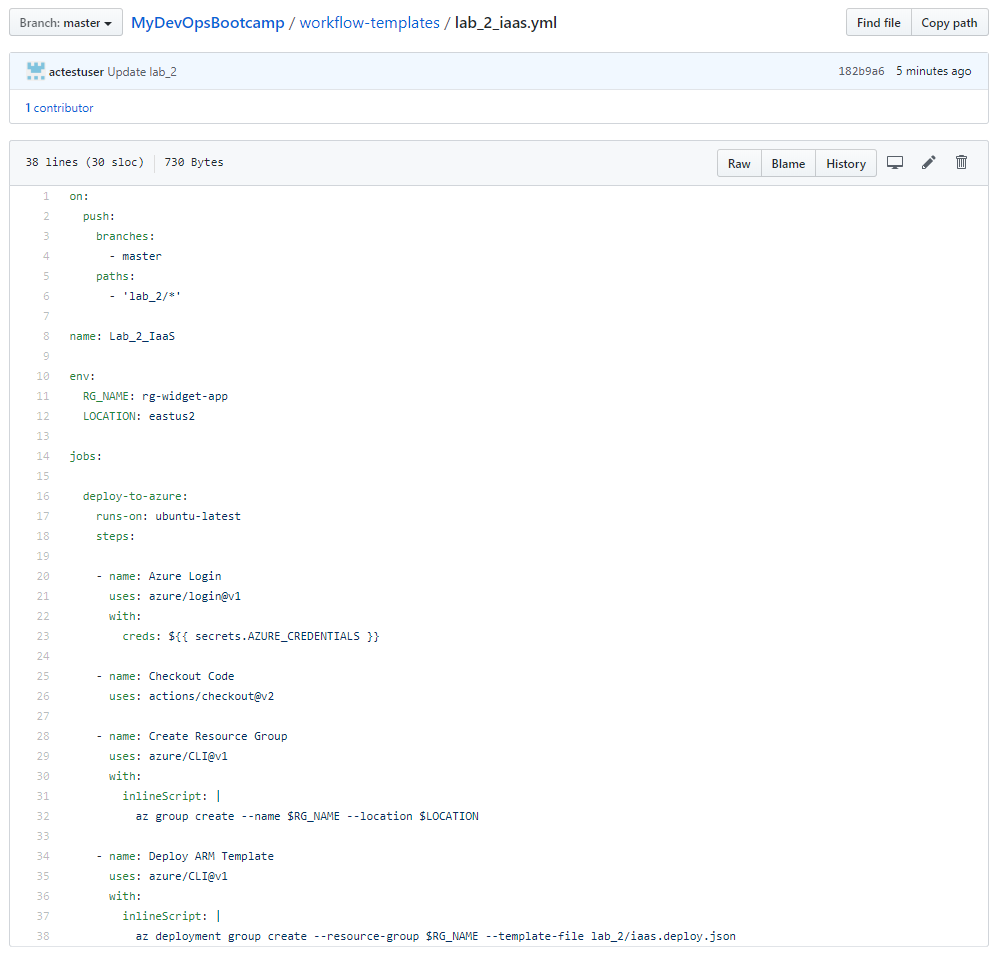 Branch: master MyDevOpsBootcamp / workflow-templates / lab_2_iaas.yml Find file Copy path
actestuser Update lab_2 182b9a6 5 minutes ago
1 contributor
38 lines (30 sloc) 730 Bytes Raw Blame History
1 on:
2   push:
3     branches:
4       - master
5     paths:
6       - 'lab_2/*'
7
8 name: Lab_2_IaaS
9
10 env:
11   RG_NAME: rg-widget-app
12   LOCATION: eastus2
13
14 jobs:
15
16   deploy-to-azure:
17     runs-on: ubuntu-latest
18     steps:
19
20     - name: Azure Login
21       uses: azure/login@v1
22       with:
23         creds: ${{ secrets.AZURE_CREDENTIALS }}
24
25     - name: Checkout Code
26       uses: actions/checkout@v2
27
28     - name: Create Resource Group
29       uses: azure/CLI@v1
30       with:
31         inlineScript: |
32           az group create --name $RG_NAME --location $LOCATION
33
34     - name: Deploy ARM Template
35       uses: azure/CLI@v1
36       with:
37         inlineScript: |
38           az deployment group create --resource-group $RG_NAME --template-file lab_2/iaas.deploy.json